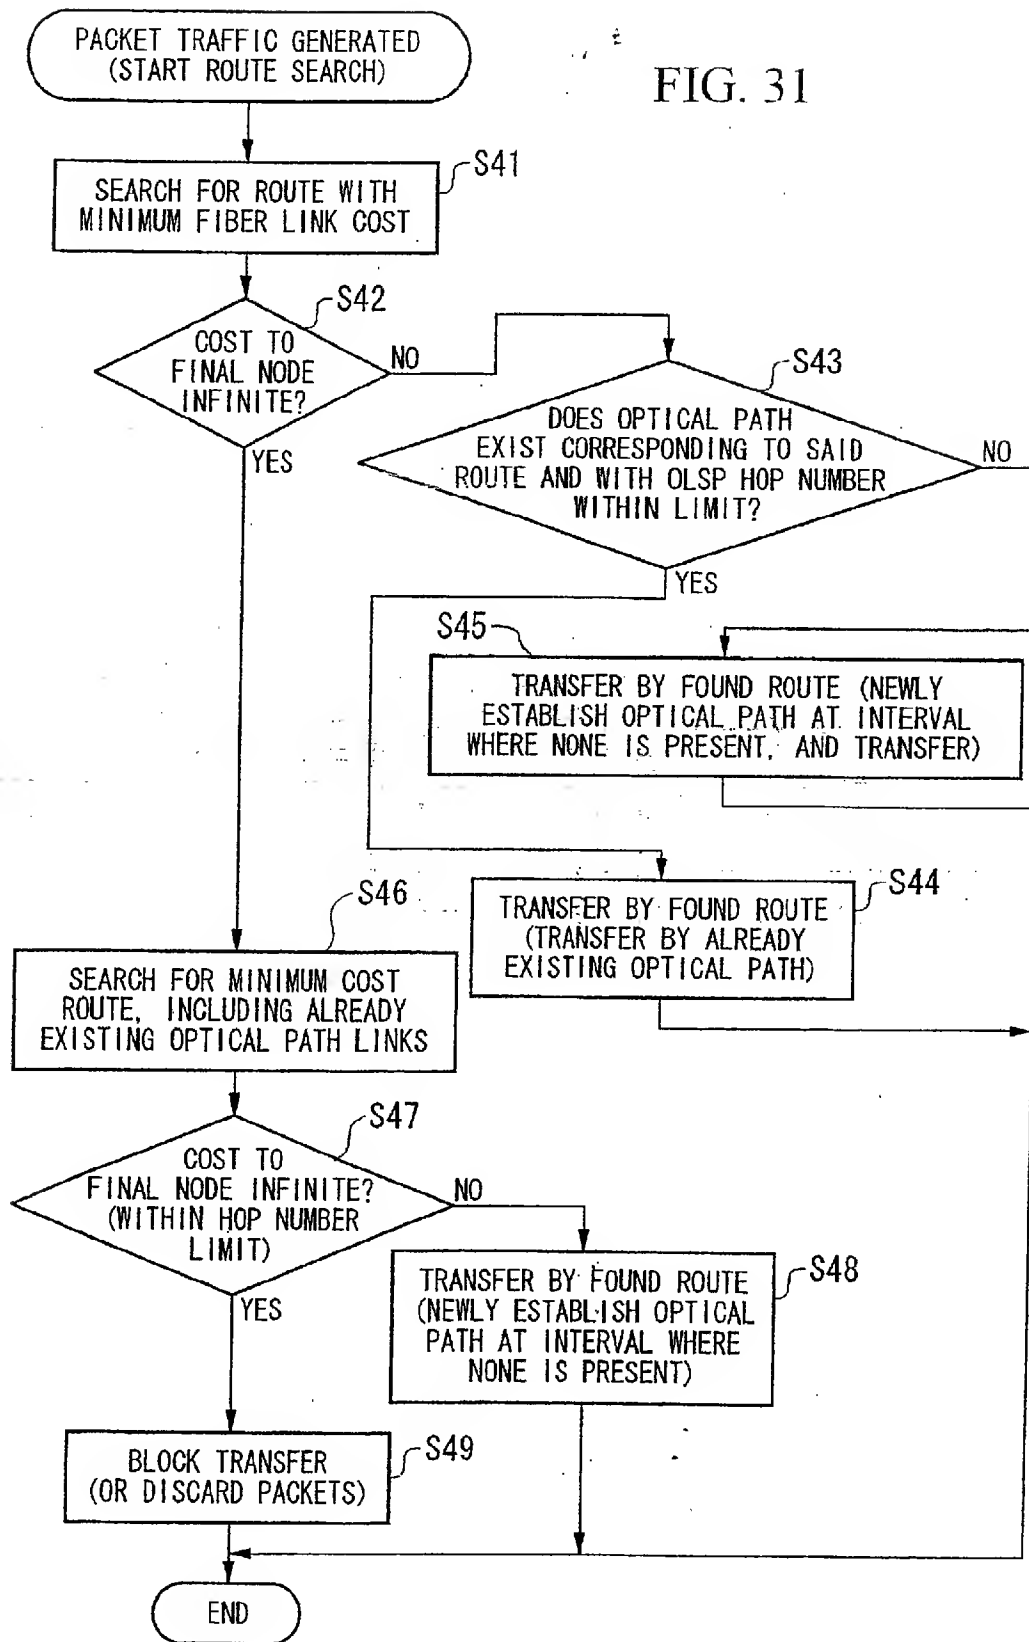 PACKET TRAFFIC GENERATED
(START ROUTE SEARCH)
FIG. 31
S41
SEARCH FOR ROUTE WITH
MINIMUM FIBER LINK COST
S42
COST TO
FINAL NODE
INFINITE?
NO
YES
S43
DOES OPTICAL PATH
EXIST CORRESPONDING TO SAID
ROUTE AND WITH OLSP HOP NUMBER
WITHIN LIMIT?
NO
YES
S45
TRANSFER BY FOUND ROUTE (NEWLY
ESTABLISH OPTICAL PATH AT INTERVAL
WHERE NONE IS PRESENT, AND TRANSFER)
S44
TRANSFER BY FOUND ROUTE
(TRANSFER BY ALREADY
EXISTING OPTICAL PATH)
S46
SEARCH FOR MINIMUM COST
ROUTE, INCLUDING ALREADY
EXISTING OPTICAL PATH LINKS
S47
COST TO
FINAL NODE INFINITE?
(WITHIN HOP NUMBER
LIMIT)
NO
YES
S48
TRANSFER BY FOUND ROUTE
(NEWLY ESTABLISH OPTICAL
PATH AT INTERVAL WHERE
NONE IS PRESENT)
S49
BLOCK TRANSFER
(OR DISCARD PACKETS)
END